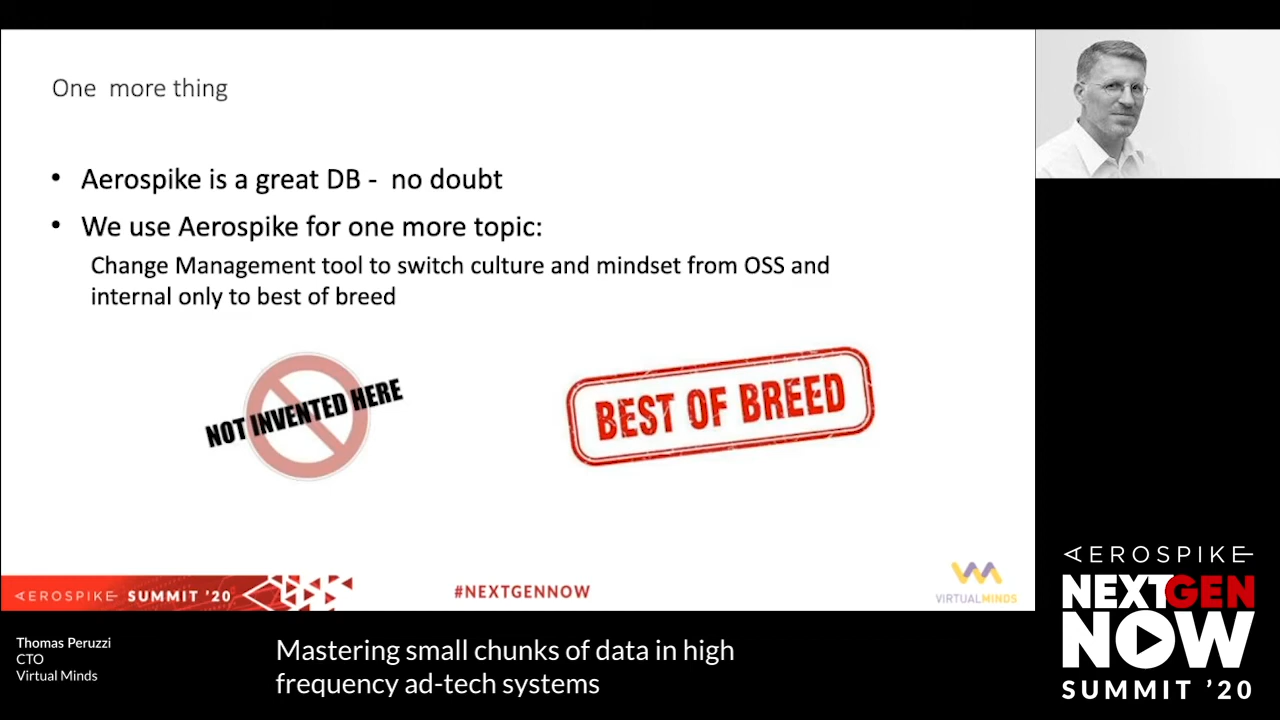 One more thing
• Aerospike is a great DB - no doubt
• We use Aerospike for one more topic:
Change Management tool to switch culture and mindset from OSS and
internal only to best of breed
NOT INVENTED HERE
BEST OF BREED
AEROSPIKE SUMMIT '20
#NEXTGENNOW
VIRTUALMINDS
Thomas Peruzzi
CTO
Virtual Minds
Mastering small chunks of data in high
frequency ad-tech systems
AEROSPIKE
NEXTGEN
NOW
SUMMIT '20